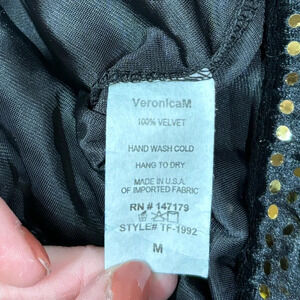 VeronicaM
100% VELVET
HAND WASH COLD
HANG TO DRY
MADE IN U.S.A.
OF IMPORTED FABRIC
RN # 147179
STYLE# TF-1992
M